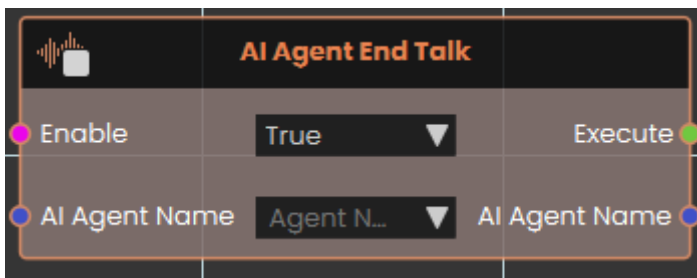 AI Agent End Talk
Enable True Execute
AI Agent Name Agent N... AI Agent Name